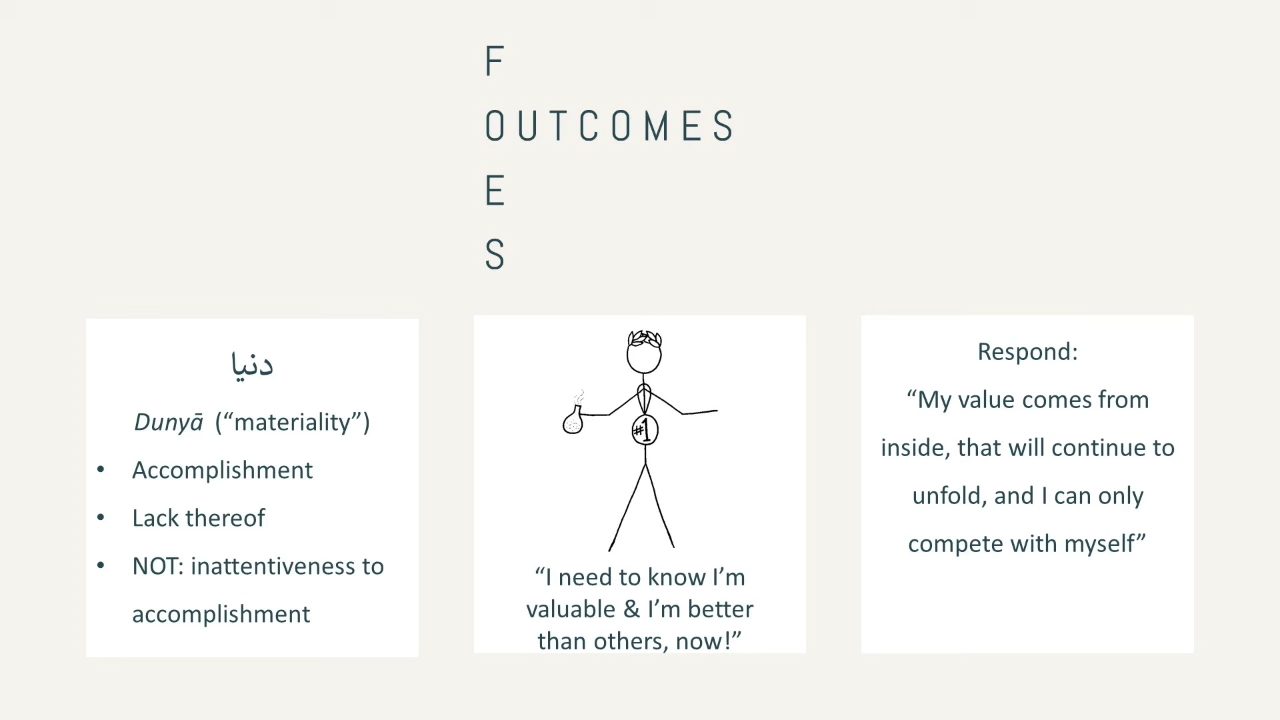 F
OUTCOMES
E
S
دنیا
Dunyā (“materiality”)
• Accomplishment
• Lack thereof
• NOT: inattentiveness to
accomplishment
#1
“I need to know I’m
valuable & I’m better
than others, now!”
Respond:
“My value comes from
inside, that will continue to
unfold, and I can only
compete with myself”